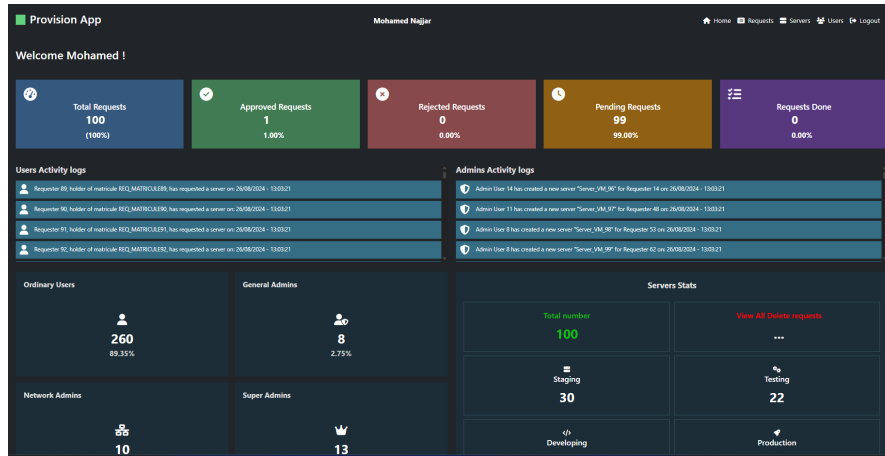 Provision App
Mohamed Najjar
Home Requests Servers Users Logout
Welcome Mohamed !
Total Requests
100
(100%)
Approved Requests
1
1.00%
Rejected Requests
0
0.00%
Pending Requests
99
99.00%
Requests Done
0
0.00%
Users Activity logs
Requester 89, holder of matricule REQ_MATRICULE89, has requested a server on: 26/08/2024 - 13:03:21
Requester 90, holder of matricule REQ_MATRICULE90, has requested a server on: 26/08/2024 - 13:03:21
Requester 91, holder of matricule REQ_MATRICULE91, has requested a server on: 26/08/2024 - 13:03:21
Requester 92, holder of matricule REQ_MATRICULE92, has requested a server on: 26/08/2024 - 13:03:21
Admins Activity logs
Admin User 14 has created a new server "Server_VM_96" for Requester 14 on: 26/08/2024 - 13:03:21
Admin User 11 has created a new server "Server_VM_97" for Requester 48 on: 26/08/2024 - 13:03:21
Admin User 8 has created a new server "Server_VM_98" for Requester 53 on: 26/08/2024 - 13:03:21
Admin User 8 has created a new server "Server_VM_99" for Requester 62 on: 26/08/2024 - 13:03:21
Ordinary Users
260
89.35%
General Admins
8
2.75%
Network Admins
10
Super Admins
13
Servers Stats
Total number
100
View All Delete requests
...
Staging
30
Testing
22
Developing
Production